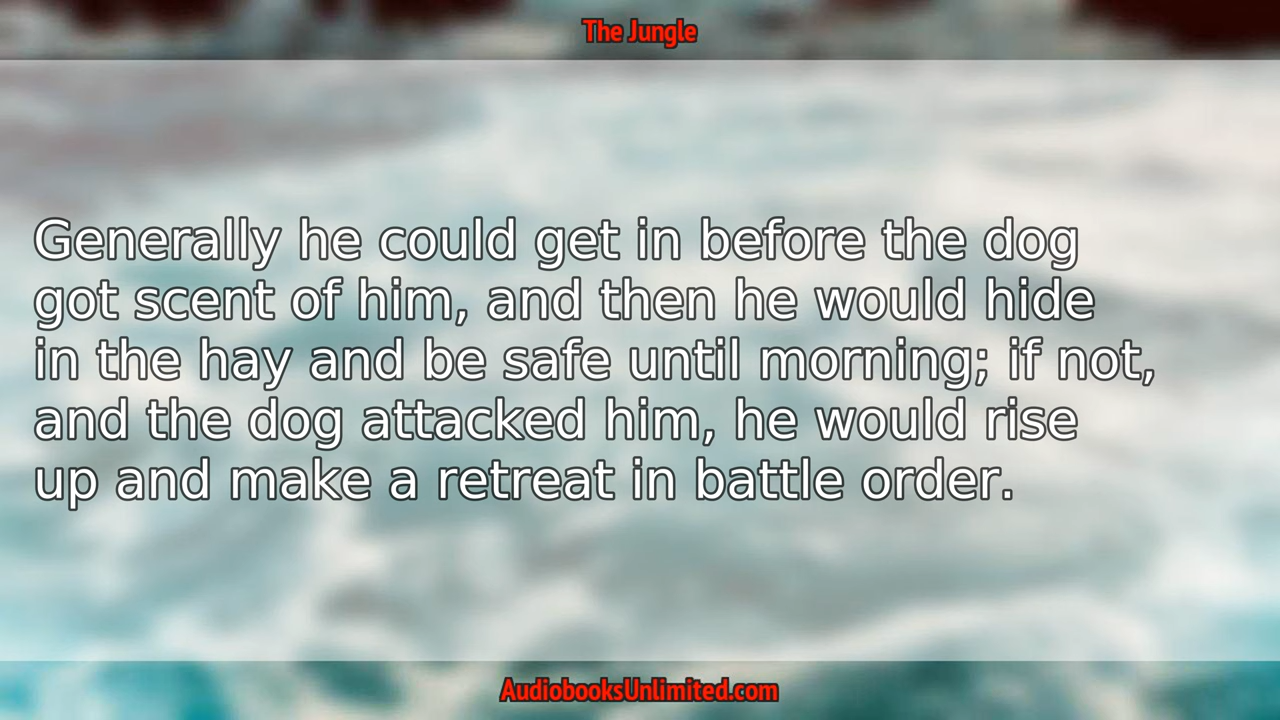 The Jungle
Generally he could get in before the dog
got scent of him, and then he would hide
in the hay and be safe until morning; if not,
and the dog attacked him, he would rise
up and make a retreat in battle order.
AudiobooksUnlimited.com